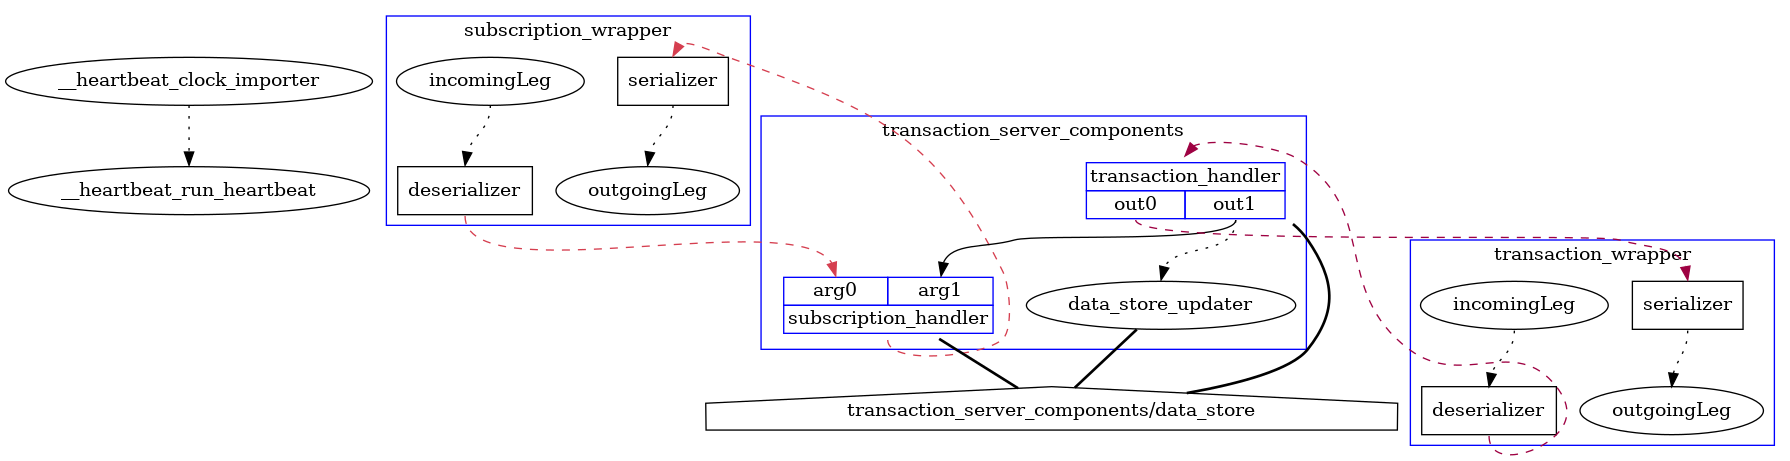 __heartbeat_clock_importer
__heartbeat_run_heartbeat
subscription_wrapper
incomingLeg
serializer
deserializer
outgoingLeg
transaction_server_components
transaction_handler
out0
out1
arg0
arg1
subscription_handler
data_store_updater
transaction_server_components/data_store
transaction_wrapper
incomingLeg
serializer
deserializer
outgoingLeg